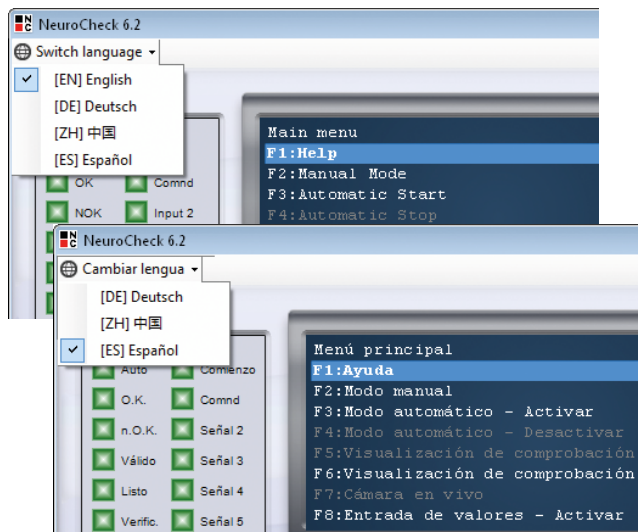 NeuroCheck 6.2
Switch language
[EN] English
[DE] Deutsch
[ZH] 中国
[ES] Español
OK Comnd
NOK Input 2
Main menu
F1:Help
F2:Manual Mode
F3:Automatic Start
F4:Automatic Stop
NeuroCheck 6.2
Cambiar lengua
[DE] Deutsch
[ZH] 中国
[ES] Español
Auto Comienzo
O.K. Comnd
n.O.K. Señal 2
Válido Señal 3
Listo Señal 4
Verific. Señal 5
Menú principal
F1:Ayuda
F2:Modo manual
F3:Modo automático - Activar
F4:Modo automático - Desactivar
F5:Visualización de comprobación
F6:Visualización de comprobación
F7:Cámara en vivo
F8:Entrada de valores - Activar